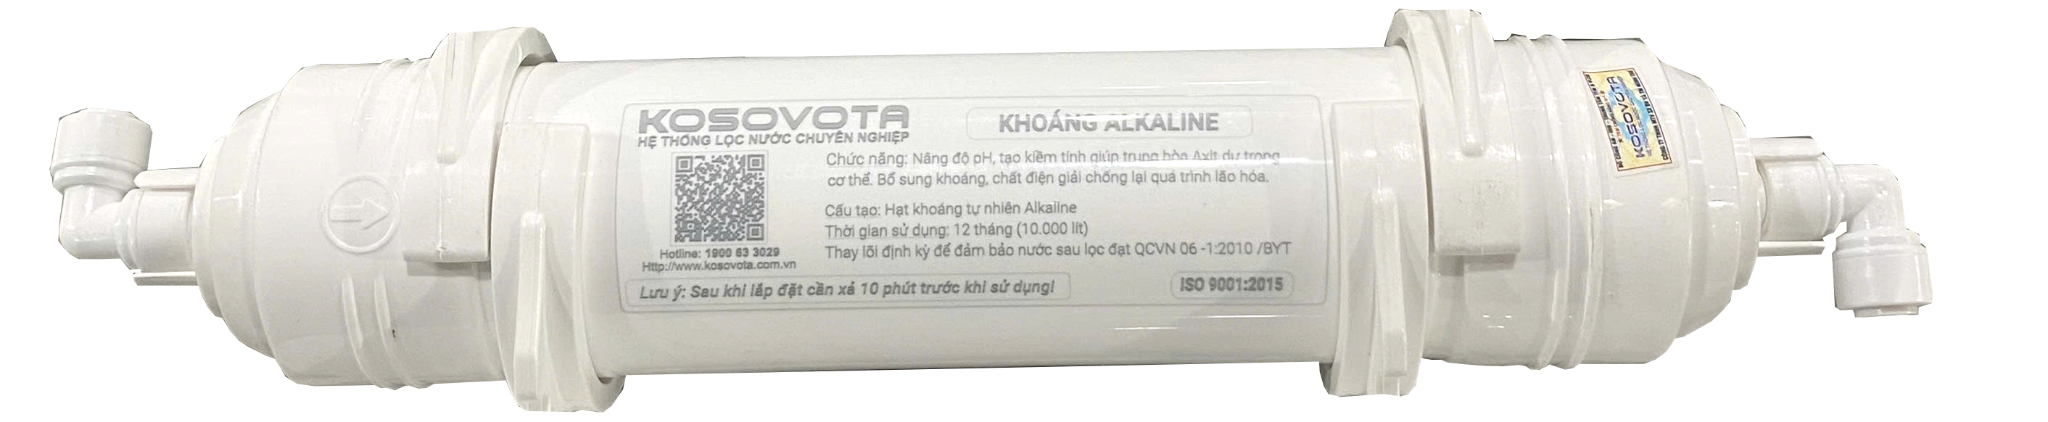 KOSOVOTA
HỆ THỐNG LỌC NƯỚC CHUYÊN NGHIỆP
Hotline: 1900 63 3029
Http://www.kosovota.com.vn
KHOÁNG ALKALINE
Chức năng: Nâng độ pH, tạo kiềm tính giúp trung hòa Axit dư trong
cơ thể. Bổ sung khoáng, chất điện giải chống lại quá trình lão hóa.
Cấu tạo: Hạt khoáng tự nhiên Alkaline
Thời gian sử dụng: 12 tháng (10.000 lít)
Thay lõi định kỳ để đảm bảo nước sau lọc đạt QCVN 06 -1:2010 /BYT
Lưu ý: Sau khi lắp đặt cần xả 10 phút trước khi sử dụng!
ISO 9001:2015
KOSOVOTA